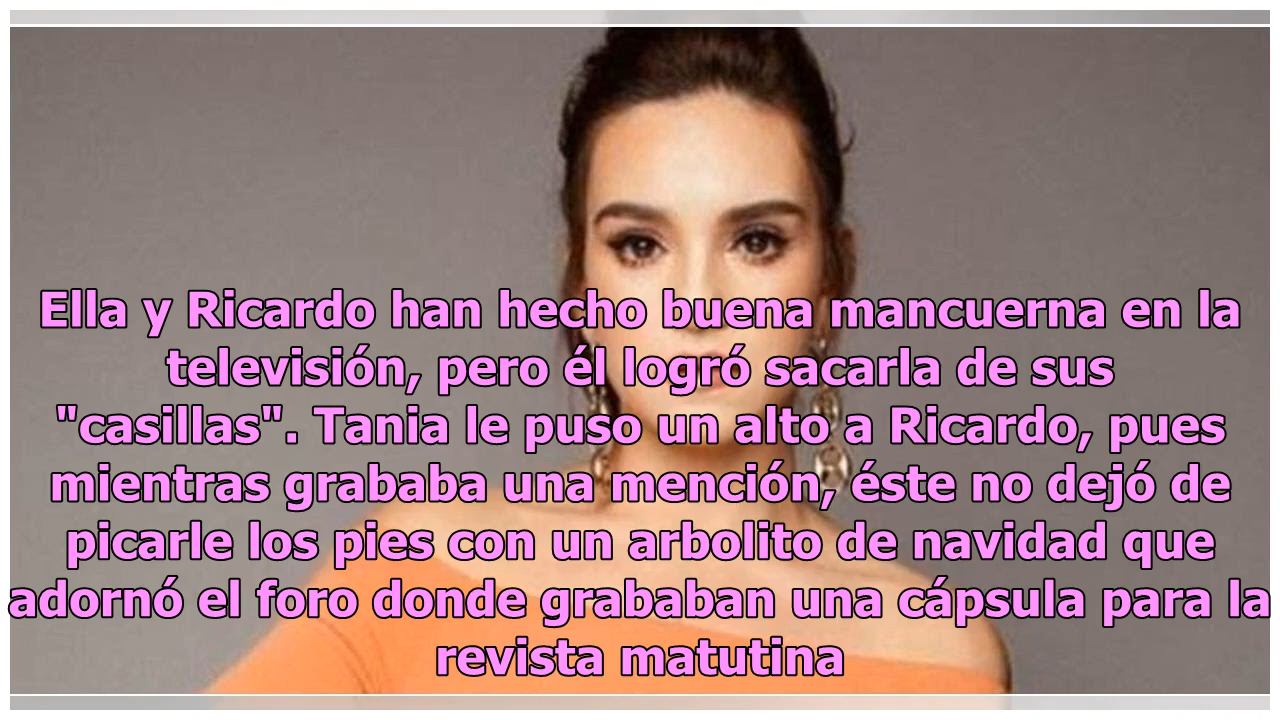 Ella y Ricardo han hecho buena mancuerna en la
televisión, pero él logró sacarla de sus
"casillas". Tania le puso un alto a Ricardo, pues
mientras grababa una mención, éste no dejó de
picarle los pies con un arbolito de navidad que
adornó el foro donde grababan una cápsula para la
revista matutina